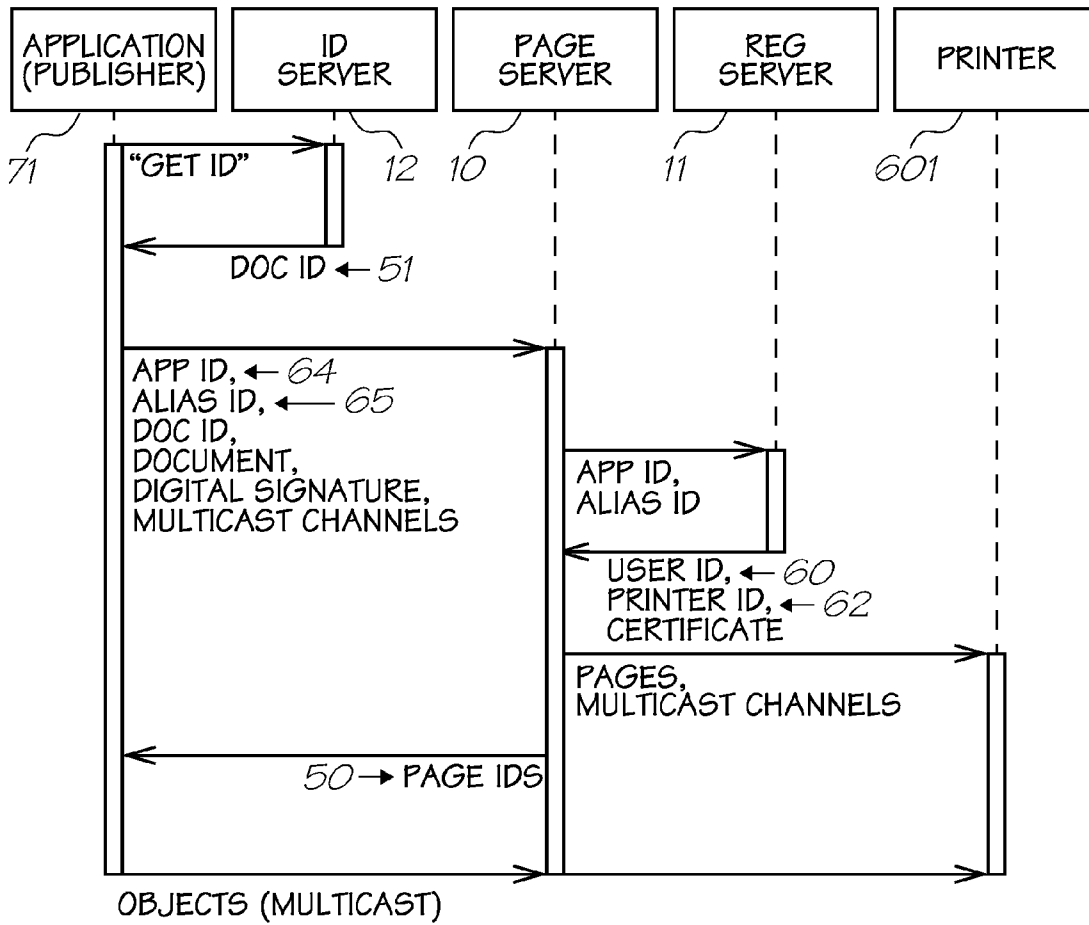 APPLICATION
(PUBLISHER)
ID
SERVER
PAGE
SERVER
REG
SERVER
PRINTER
71
12
10
11
601
"GET ID"
DOC ID
51
APP ID,
64
ALIAS ID,
65
DOC ID,
DOCUMENT,
DIGITAL SIGNATURE,
MULTICAST CHANNELS
APP ID,
ALIAS ID
USER ID,
60
PRINTER ID,
62
CERTIFICATE
PAGES,
MULTICAST CHANNELS
50
PAGE IDS
OBJECTS (MULTICAST)